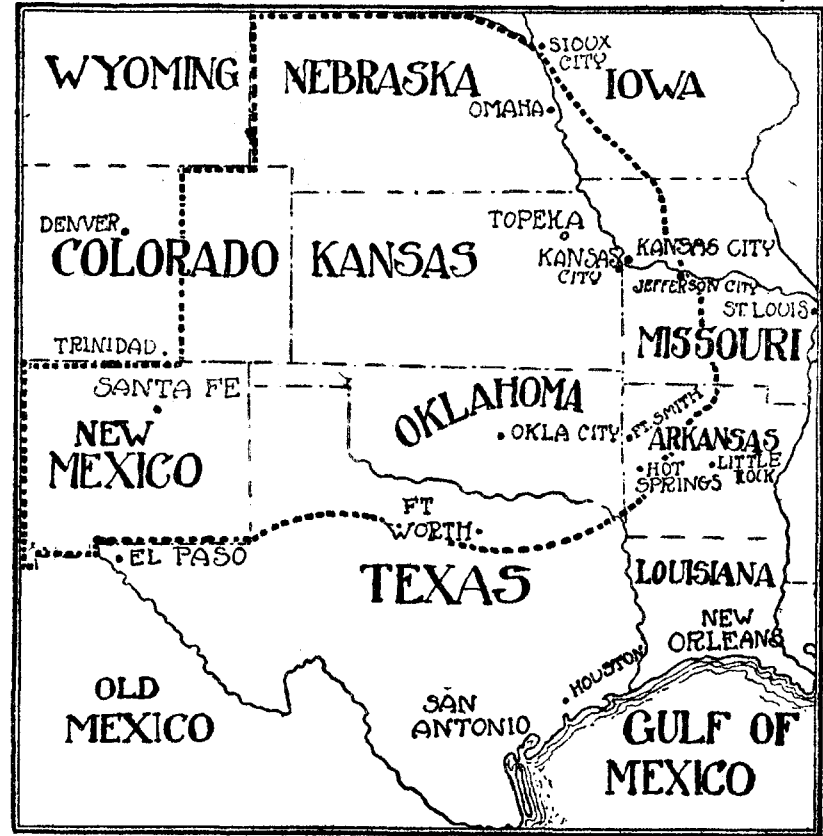 SIOUX
CITY
WYOMING
NEBRASKA
IOWA
OMAHA
DENVER
TOPEKA
COLORADO
KANSAS
KANSAS
CITY
KANSAS CITY
JEFFERSON CITY
ST. LOUIS
MISSOURI
TRINIDAD
SANTA FE
NEW
MEXICO
OKLAHOMA
OKLA CITY
FT. SMITH
ARKANSAS
HOT
SPRINGS
LITTLE
ROCK
FT
WORTH
EL PASO
TEXAS
LOUISIANA
NEW
ORLEANS
OLD
MEXICO
SAN
ANTONIO
HOUSTON
GULF OF
MEXICO